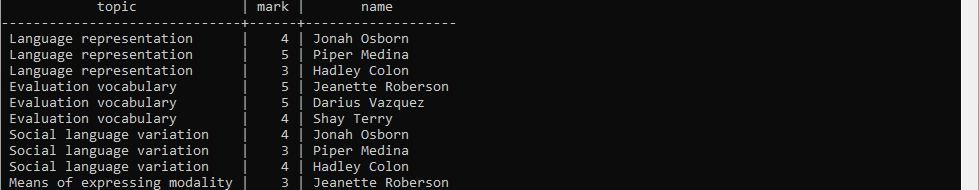 topic | mark | name
------------------------------+------+-------------------
Language representation | 4 | Jonah Osborn
Language representation | 5 | Piper Medina
Language representation | 3 | Hadley Colon
Evaluation vocabulary | 5 | Jeanette Roberson
Evaluation vocabulary | 5 | Darius Vazquez
Evaluation vocabulary | 4 | Shay Terry
Social language variation | 4 | Jonah Osborn
Social language variation | 3 | Piper Medina
Social language variation | 4 | Hadley Colon
Means of expressing modality | 3 | Jeanette Roberson